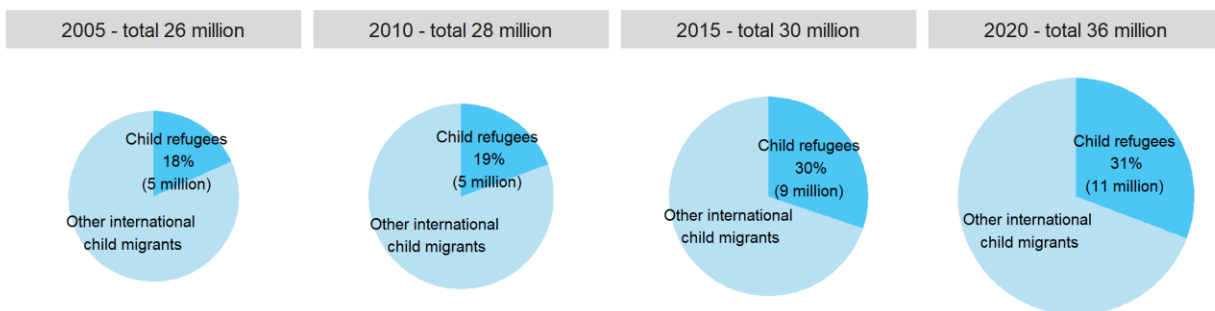 2005 - total 26 million
2010 - total 28 million
2015 - total 30 million
2020 - total 36 million
Child refugees
18%
(5 million)
Other international
child migrants
Child refugees
19%
(5 million)
Other international
child migrants
Child refugees
30%
(9 million)
Other international
child migrants
Child refugees
31%
(11 million)
Other international
child migrants